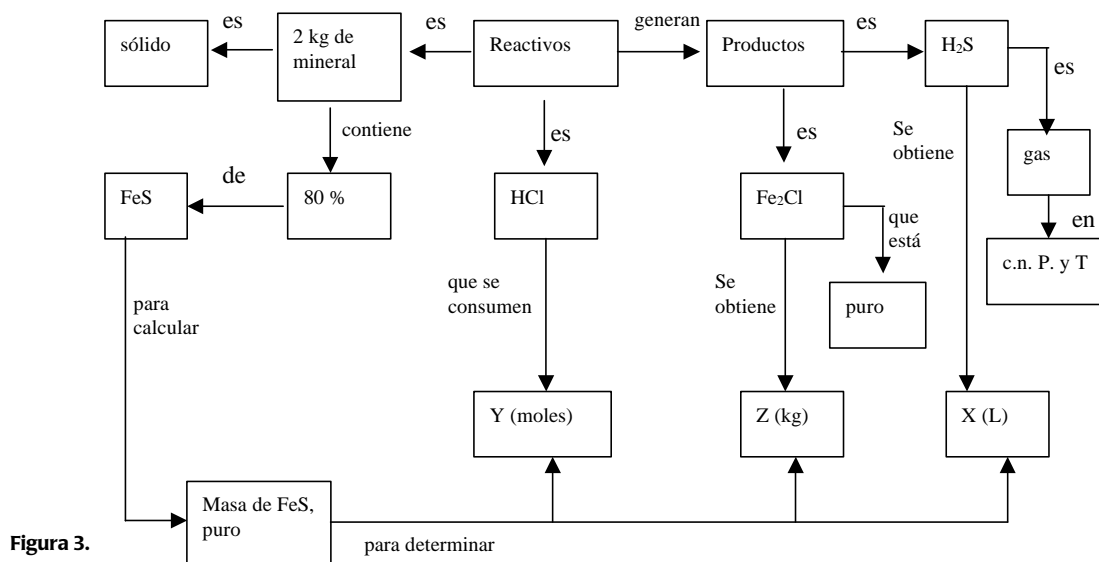 es
es
generan
es
sólido
2 kg de
mineral
Reactivos
Productos
H₂S
es
contiene
es
es
Se
obtiene
gas
FeS
de
80 %
HCl
Fe₂Cl
que
está
en
c.n. P. y T
para
calcular
que se
consumen
Se
obtiene
puro
Y (moles)
Z (kg)
X (L)
Masa de FeS,
puro
para determinar
Figura 3.